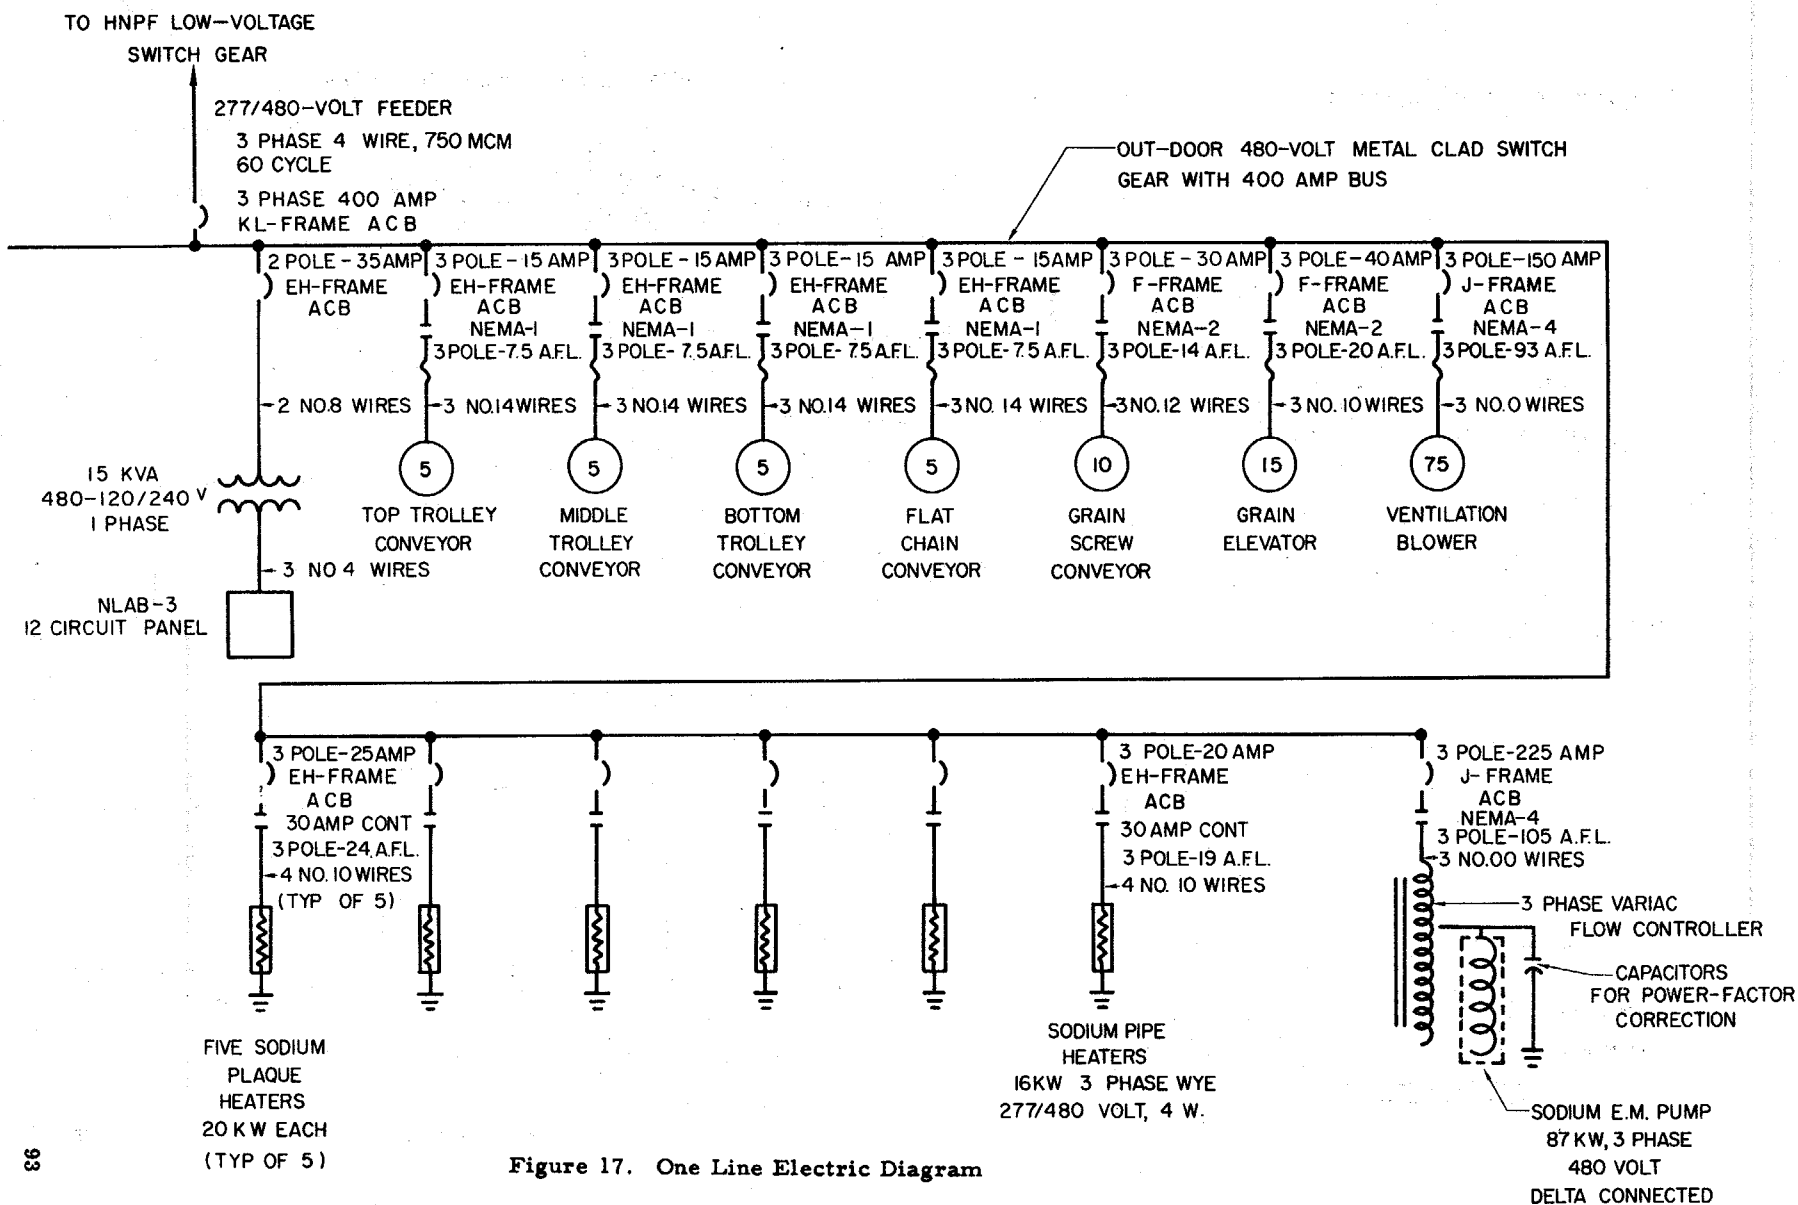 TO HNPF LOW-VOLTAGE
SWITCH GEAR
277/480-VOLT FEEDER
3 PHASE 4 WIRE, 750 MCM
60 CYCLE
3 PHASE 400 AMP
KL-FRAME ACB
OUT-DOOR 480-VOLT METAL CLAD SWITCH
GEAR WITH 400 AMP BUS
2 POLE-35AMP
EH-FRAME
ACB
2 NO.8 WIRES
15 KVA
480-120/240 V
1 PHASE
3 NO 4 WIRES
NLAB-3
12 CIRCUIT PANEL
3 POLE-15 AMP
EH-FRAME
ACB
NEMA-1
3 POLE-7.5 A.F.L.
3 NO.14 WIRES
5
TOP TROLLEY
CONVEYOR
3 POLE-15 AMP
EH-FRAME
ACB
NEMA-1
3 POLE-7.5 A.F.L.
3 NO.14 WIRES
5
MIDDLE
TROLLEY
CONVEYOR
3 POLE-15 AMP
EH-FRAME
ACB
NEMA-1
3 POLE-7.5 A.F.L.
3 NO.14 WIRES
5
BOTTOM
TROLLEY
CONVEYOR
3 POLE-15AMP
EH-FRAME
ACB
NEMA-1
3 POLE-7.5 A.F.L.
3 NO. 14 WIRES
5
FLAT
CHAIN
CONVEYOR
3 POLE-30 AMP
F-FRAME
ACB
NEMA-2
3 POLE-14 A.F.L.
3 NO.12 WIRES
10
GRAIN
SCREW
CONVEYOR
3 POLE-40AMP
F-FRAME
ACB
NEMA-2
3 POLE-20 A.F.L.
3 NO. 10 WIRES
15
GRAIN
ELEVATOR
3 POLE-150 AMP
J-FRAME
ACB
NEMA-4
3 POLE-93 A.F.L.
3 NO.0 WIRES
75
VENTILATION
BLOWER
3 POLE-25AMP
EH-FRAME
ACB
30 AMP CONT
3 POLE-24 A.F.L.
4 NO. 10 WIRES
(TYP OF 5)
FIVE SODIUM
PLAQUE
HEATERS
20 KW EACH
(TYP OF 5)
3 POLE-20 AMP
EH-FRAME
ACB
30 AMP CONT
3 POLE-19 A.F.L.
4 NO. 10 WIRES
SODIUM PIPE
HEATERS
16KW 3 PHASE WYE
277/480 VOLT, 4 W.
3 POLE-225 AMP
J-FRAME
ACB
NEMA-4
3 POLE-105 A.F.L.
3 NO.00 WIRES
3 PHASE VARIAC
FLOW CONTROLLER
CAPACITORS
FOR POWER-FACTOR
CORRECTION
SODIUM E.M. PUMP
87 KW, 3 PHASE
480 VOLT
DELTA CONNECTED
Figure 17. One Line Electric Diagram
93